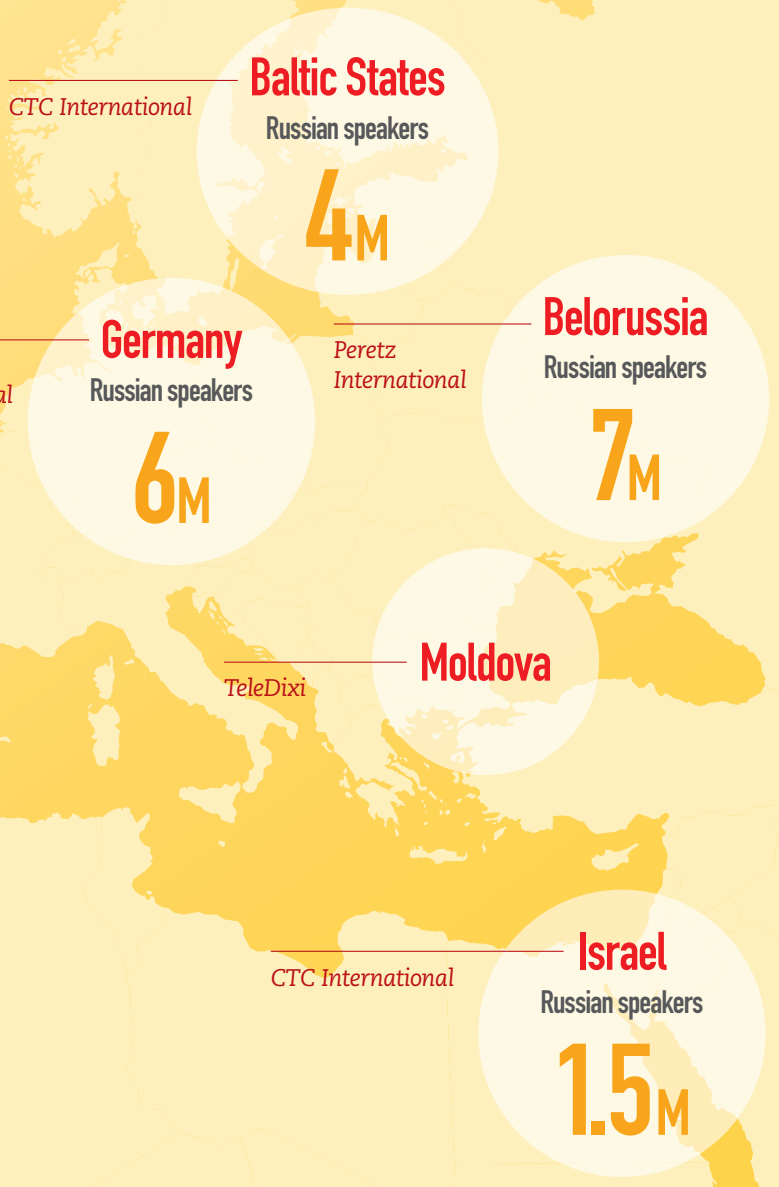 Baltic States
CTC International
Russian speakers
4M
Germany
Russian speakers
6M
Belorussia
Peretz
International
Russian speakers
7M
Moldova
TeleDixi
Israel
CTC International
Russian speakers
1.5M